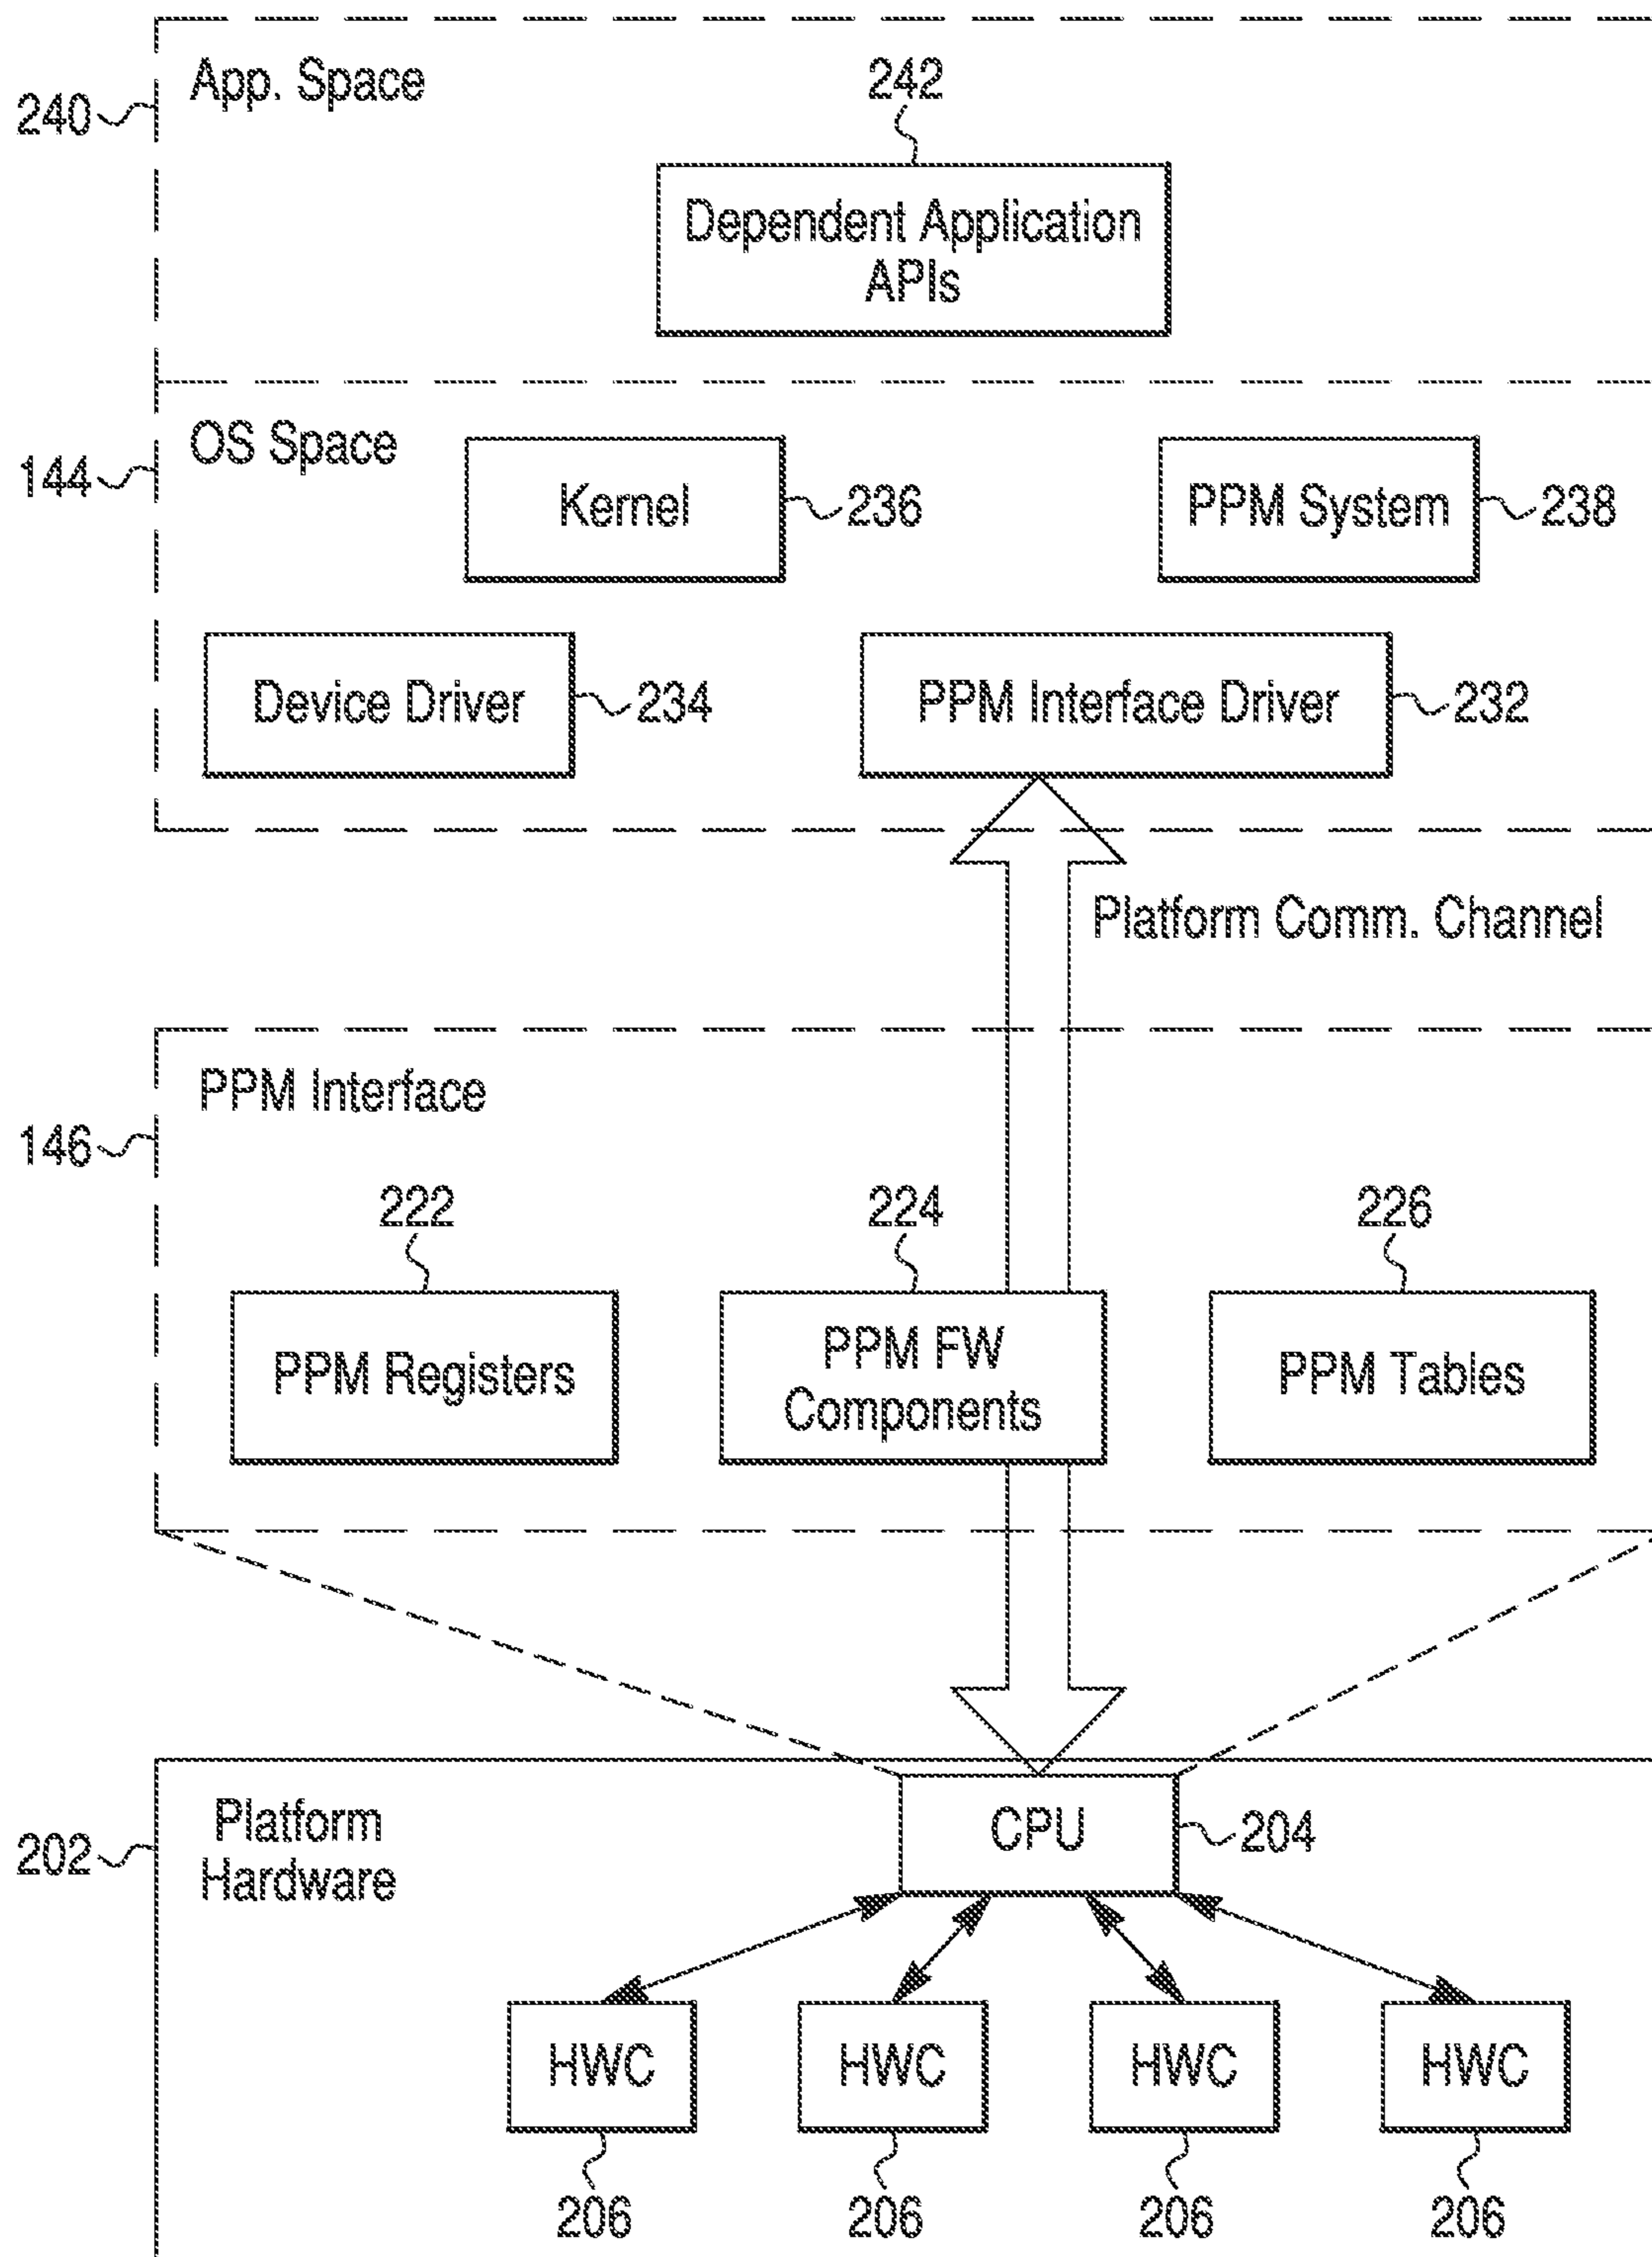 App. Space
240
242
Dependent Application
APIs
OS Space
144
Kernel
236
PPM System
238
Device Driver
234
PPM Interface Driver
232
Platform Comm. Channel
PPM Interface
146
222
224
226
PPM Registers
PPM FW
Components
PPM Tables
Platform
Hardware
202
CPU
204
HWC
HWC
HWC
HWC
206
206
206
206